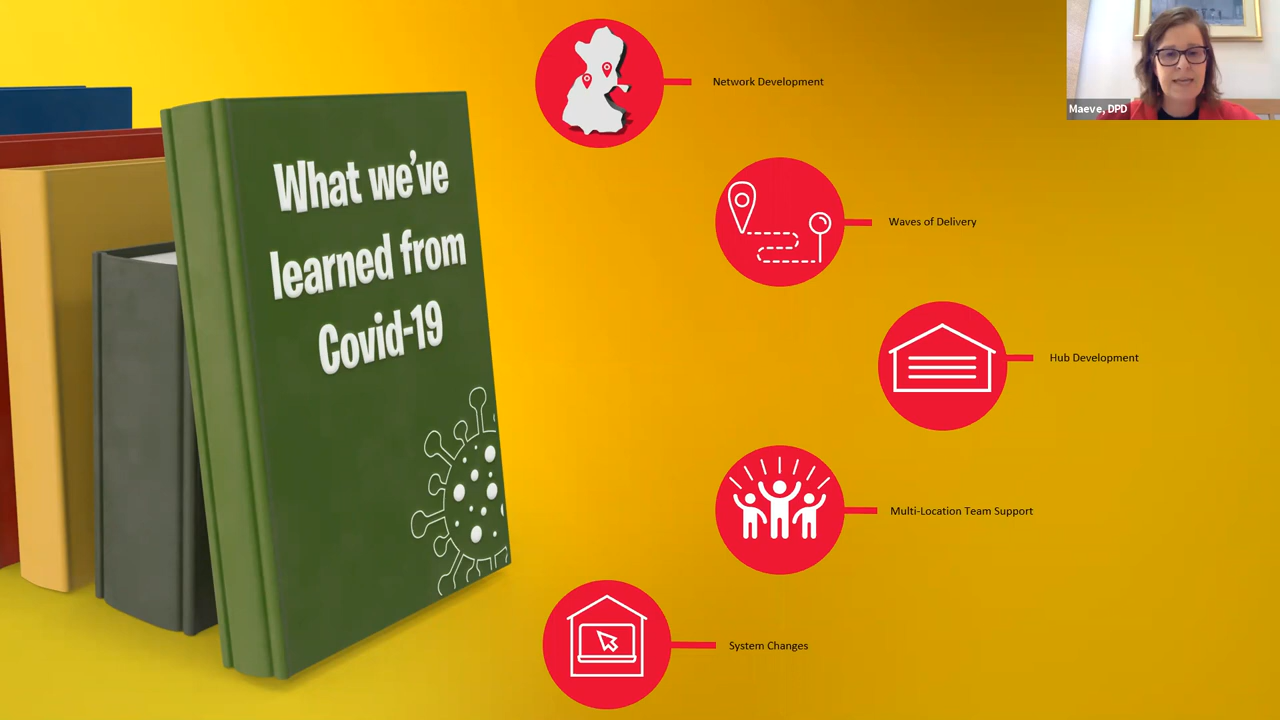 What we've
learned from
Covid-19
Network Development
Waves of Delivery
Hub Development
Multi-Location Team Support
System Changes
Maeve, DPD